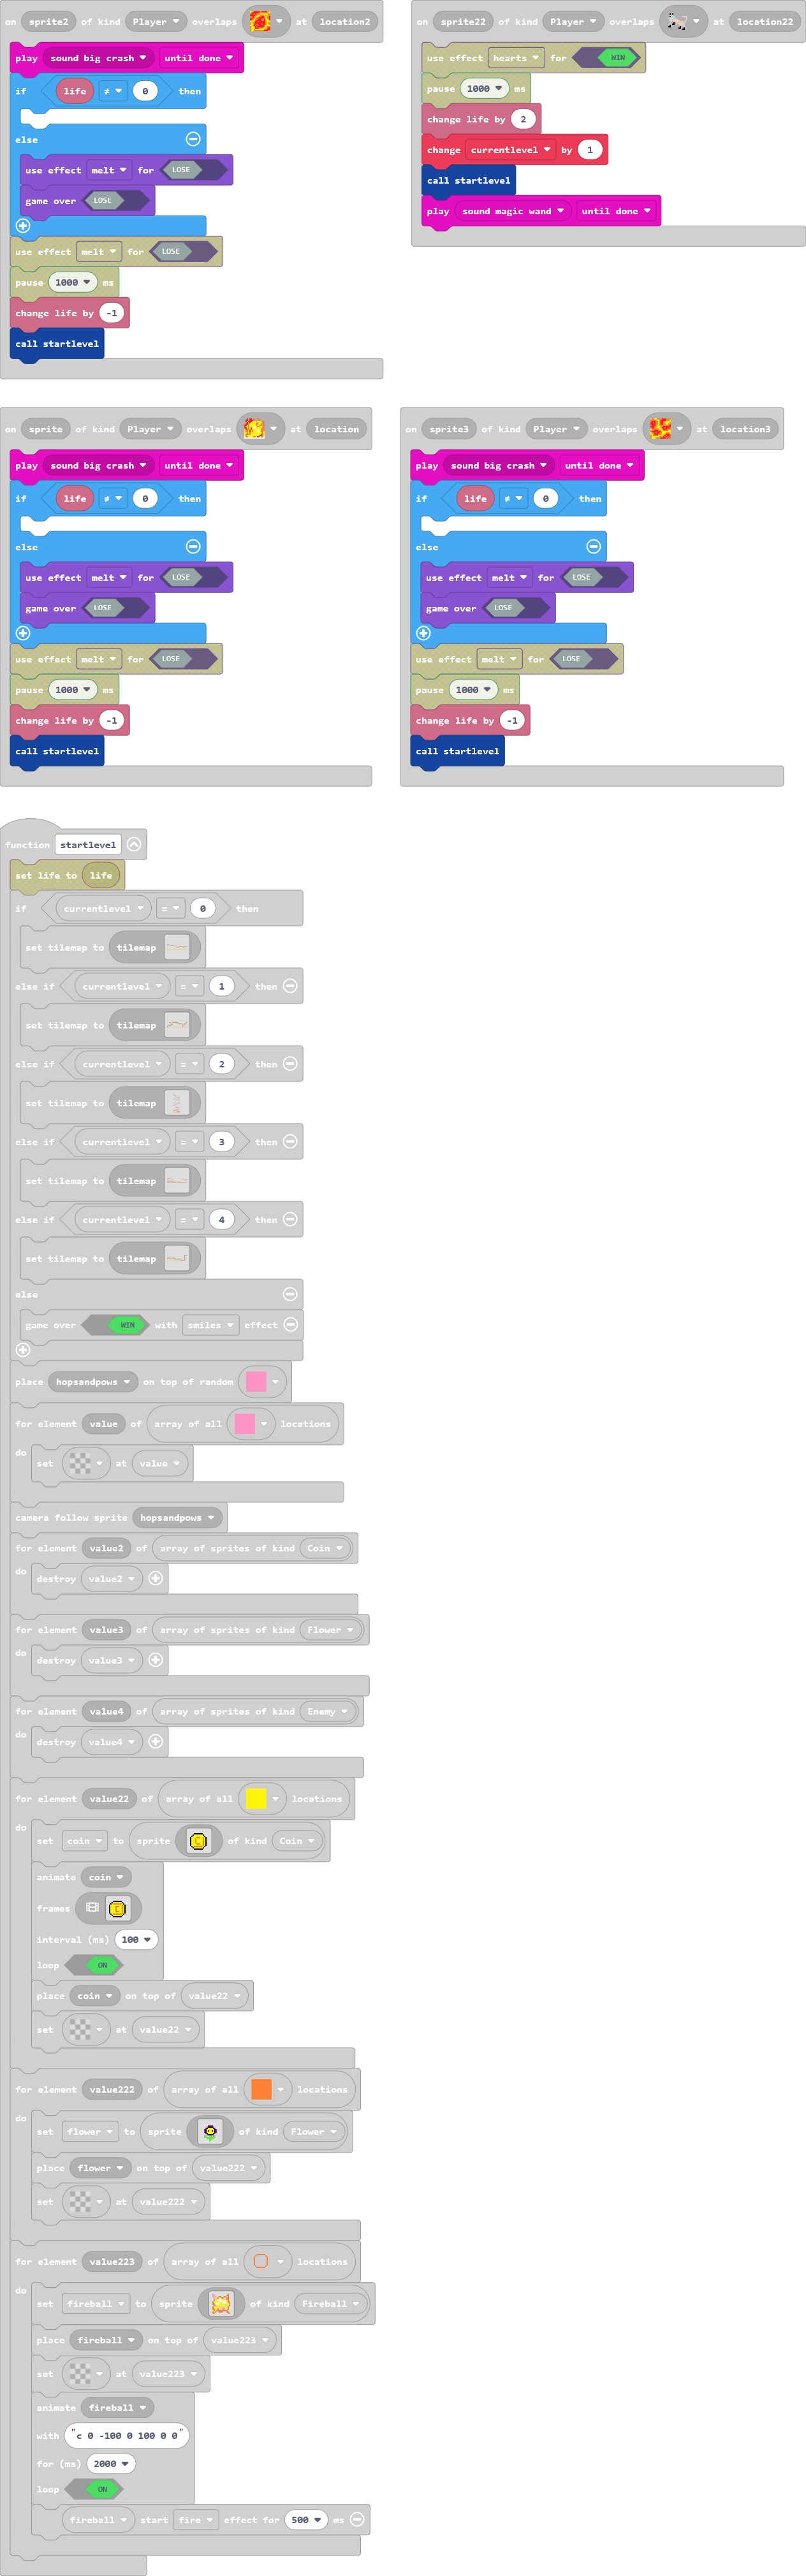 on sprite2 of kind Player overlaps at location2
play sound big crash until done
if life ≠ 0 then
else
use effect melt for LOSE
game over LOSE
use effect melt for LOSE
pause 1000 ms
change life by -1
call startlevel
on sprite22 of kind Player overlaps at location22
use effect hearts for WIN
pause 1000 ms
change life by 2
change currentlevel by 1
call startlevel
play sound magic wand until done
on sprite of kind Player overlaps at location
play sound big crash until done
if life ≠ 0 then
else
use effect melt for LOSE
game over LOSE
use effect melt for LOSE
pause 1000 ms
change life by -1
call startlevel
on sprite3 of kind Player overlaps at location3
play sound big crash until done
if life ≠ 0 then
else
use effect melt for LOSE
game over LOSE
use effect melt for LOSE
pause 1000 ms
change life by -1
call startlevel
function startlevel
set life to life
if currentlevel = 0 then
set tilemap to tilemap
else if currentlevel = 1 then
set tilemap to tilemap
else if currentlevel = 2 then
set tilemap to tilemap
else if currentlevel = 3 then
set tilemap to tilemap
else if currentlevel = 4 then
set tilemap to tilemap
else
game over WIN with smiles effect
place hopsandpows on top of random
for element value of array of all locations
do set at value
camera follow sprite hopsandpows
for element value2 of array of sprites of kind Coin
do destroy value2
for element value3 of array of sprites of kind Flower
do destroy value3
for element value4 of array of sprites of kind Enemy
do destroy value4
for element value22 of array of all locations
do set coin to sprite of kind Coin
animate coin
frames
interval (ms) 100
loop ON
place coin on top of value22
set at value22
for element value222 of array of all locations
do set flower to sprite of kind Flower
place flower on top of value222
set at value222
for element value223 of array of all locations
do set fireball to sprite of kind Fireball
place fireball on top of value223
set at value223
animate fireball
with "c 0 -100 0 100 0 0"
for (ms) 2000
loop ON
fireball start fire effect for 500 ms